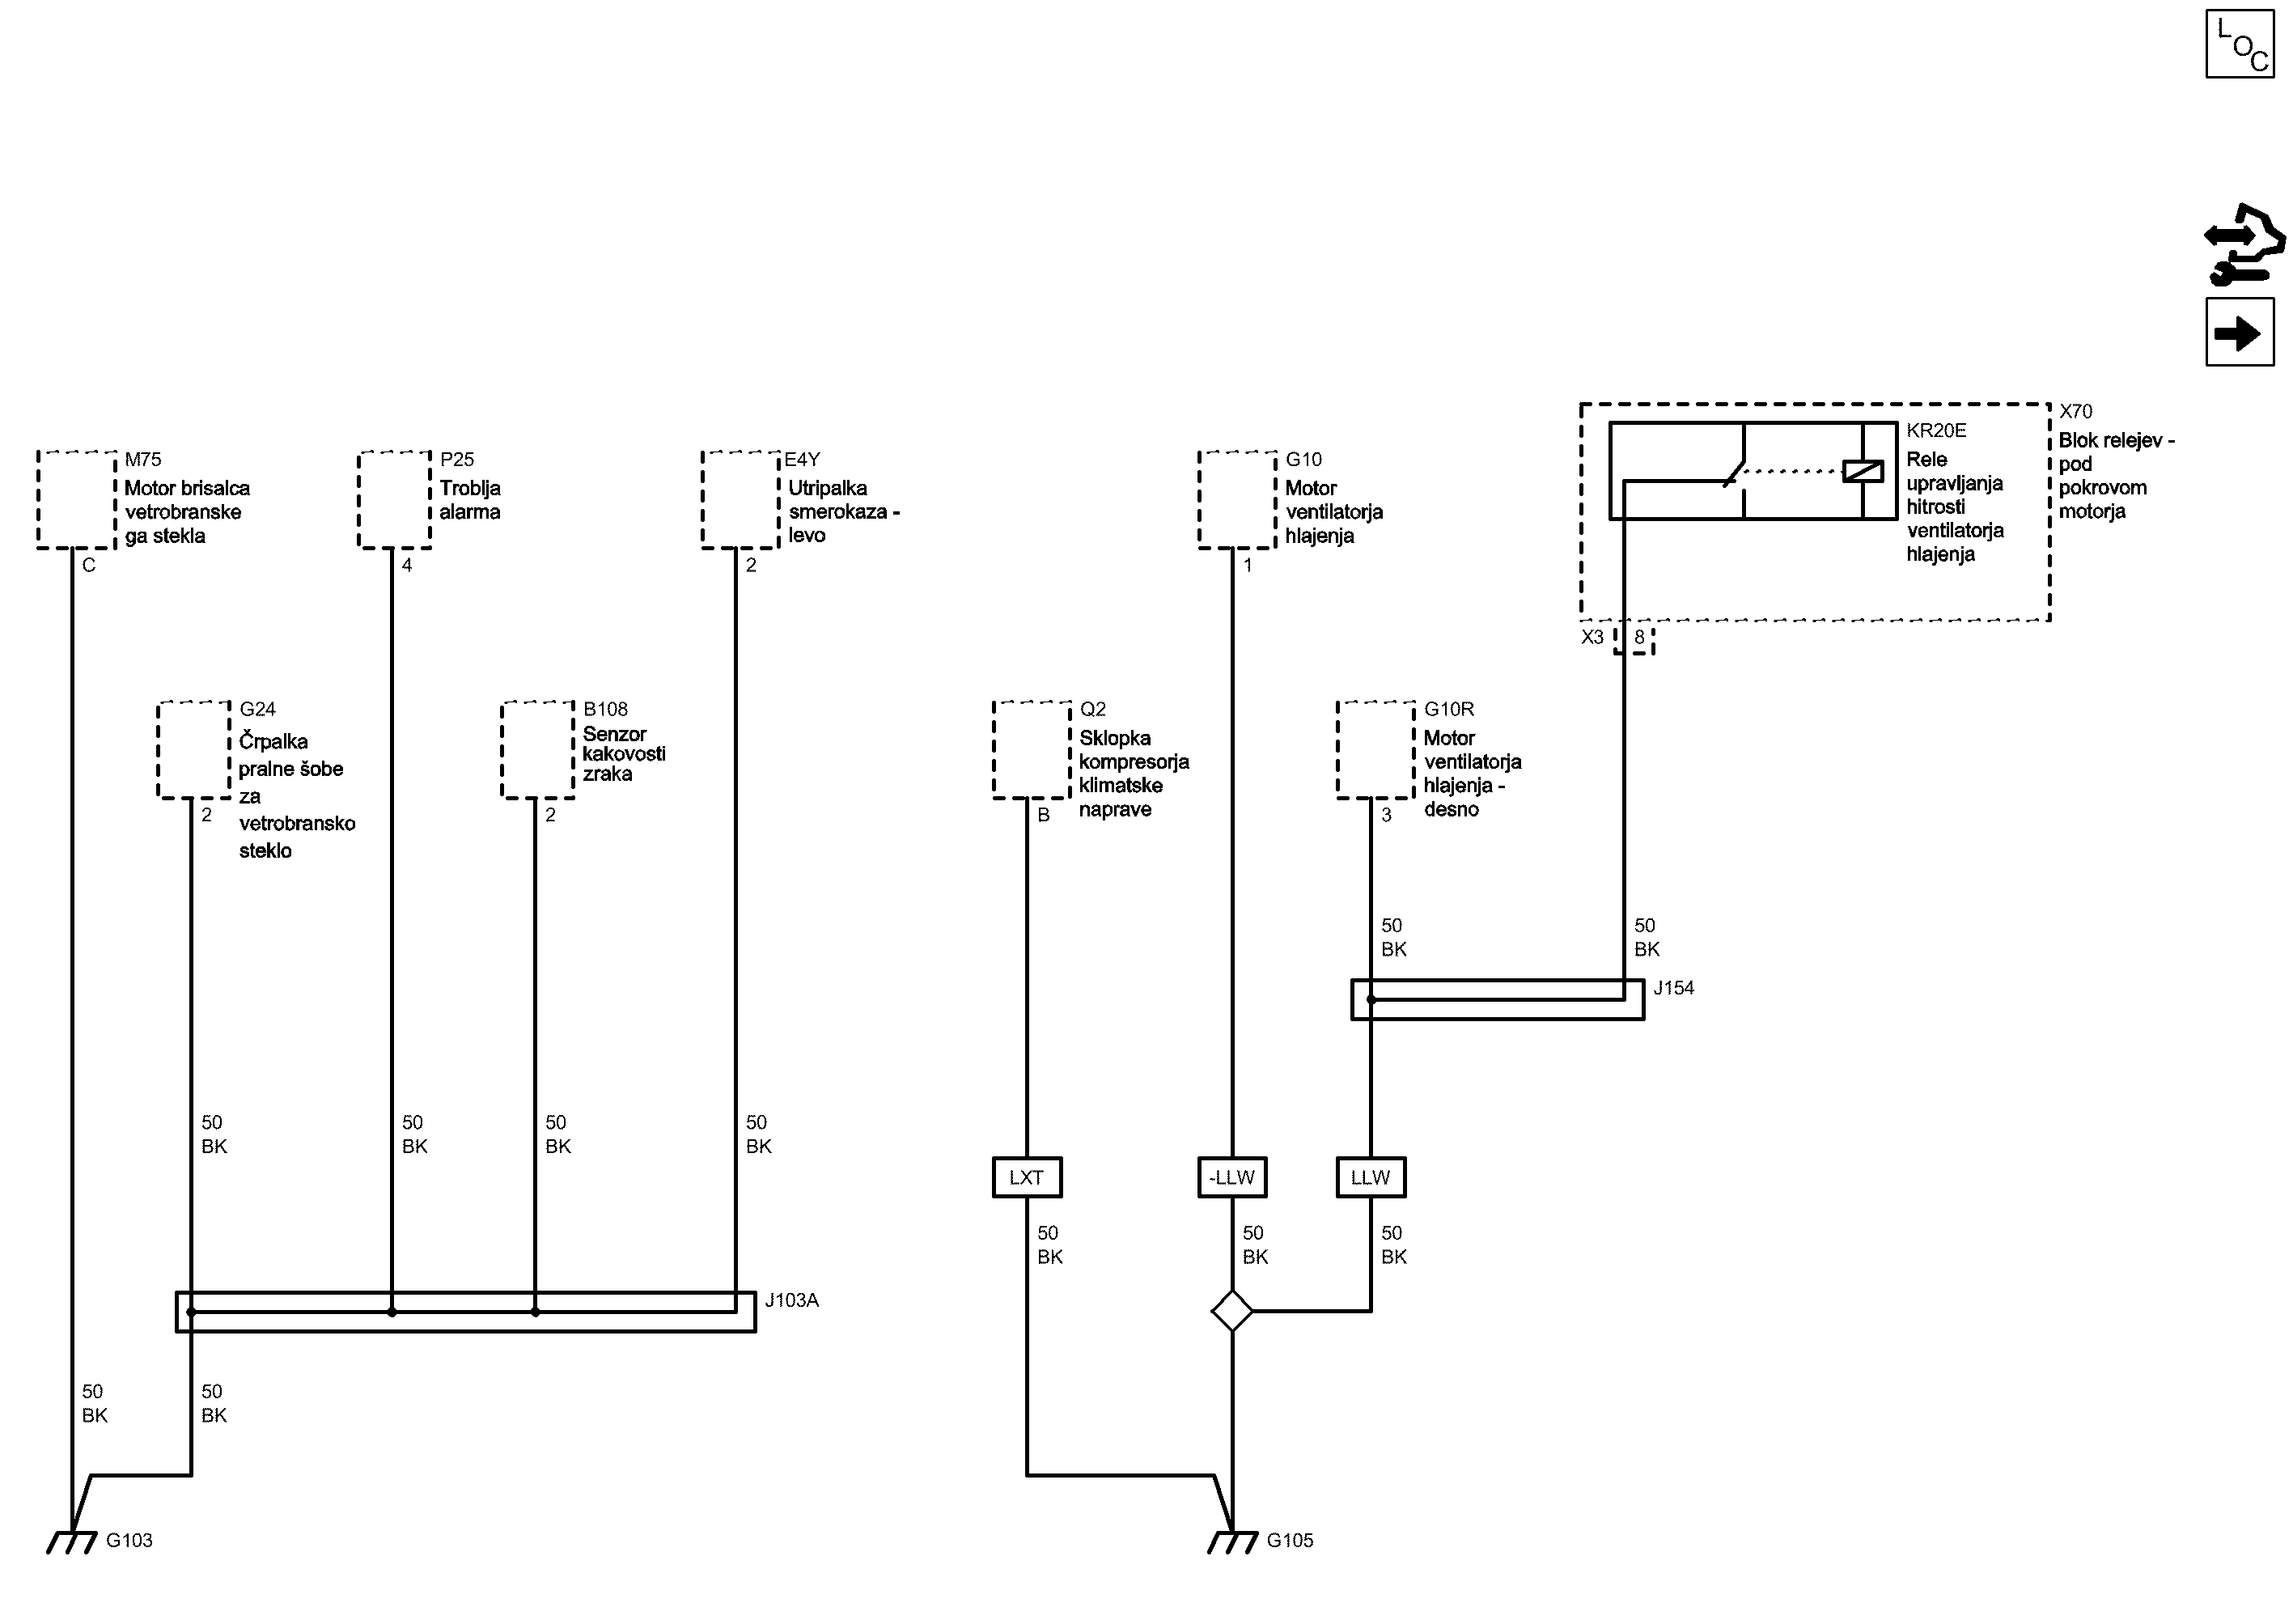 LOC
X70
Blok relejev -
pod
pokrovom
motorja
KR20E
Rele
upravljanja
hitrosti
ventilatorja
hlajenja
M75
Motor brisalca
vetrobranske
ga stekla
C
P25
Troblja
alarma
4
E4Y
Utripalka
smerokaza -
levo
2
G10
Motor
ventilatorja
hlajenja
1
X3
8
G24
Črpalka
pralne šobe
za
vetrobransko
steklo
2
B108
Senzor
kakovosti
zraka
2
Q2
Sklopka
kompresorja
klimatske
naprave
B
G10R
Motor
ventilatorja
hlajenja -
desno
3
50
BK
50
BK
J154
50
BK
50
BK
50
BK
50
BK
LXT
-LLW
LLW
50
BK
50
BK
50
BK
J103A
50
BK
50
BK
G103
G105